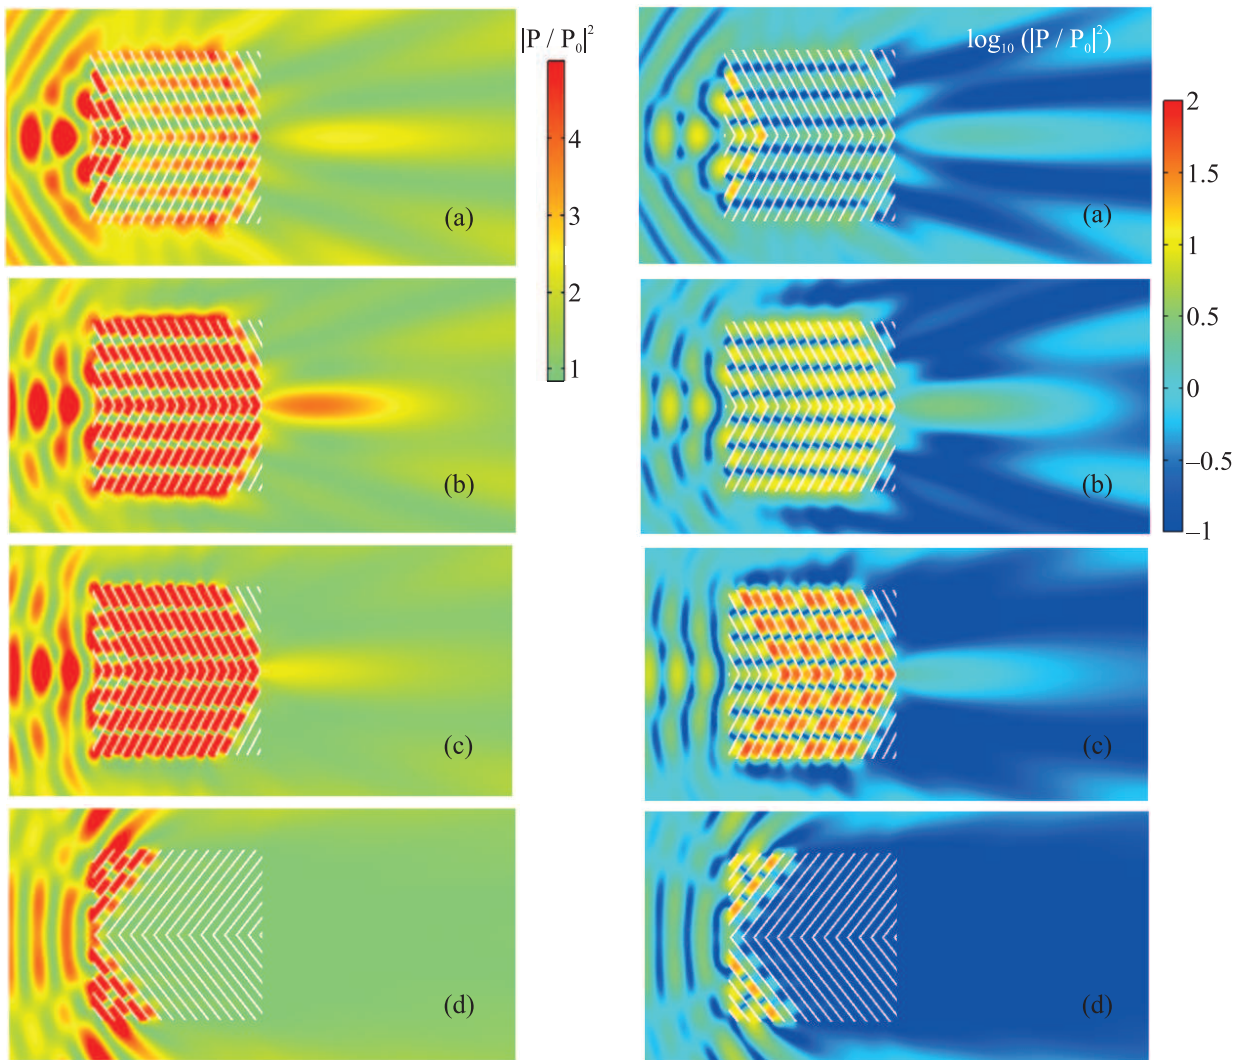 |P / P₀|²
4
3
2
1
(a)
(b)
(c)
(d)
log₁₀ (|P / P₀|²)
2
1.5
1
0.5
0
–0.5
–1
(a)
(b)
(c)
(d)